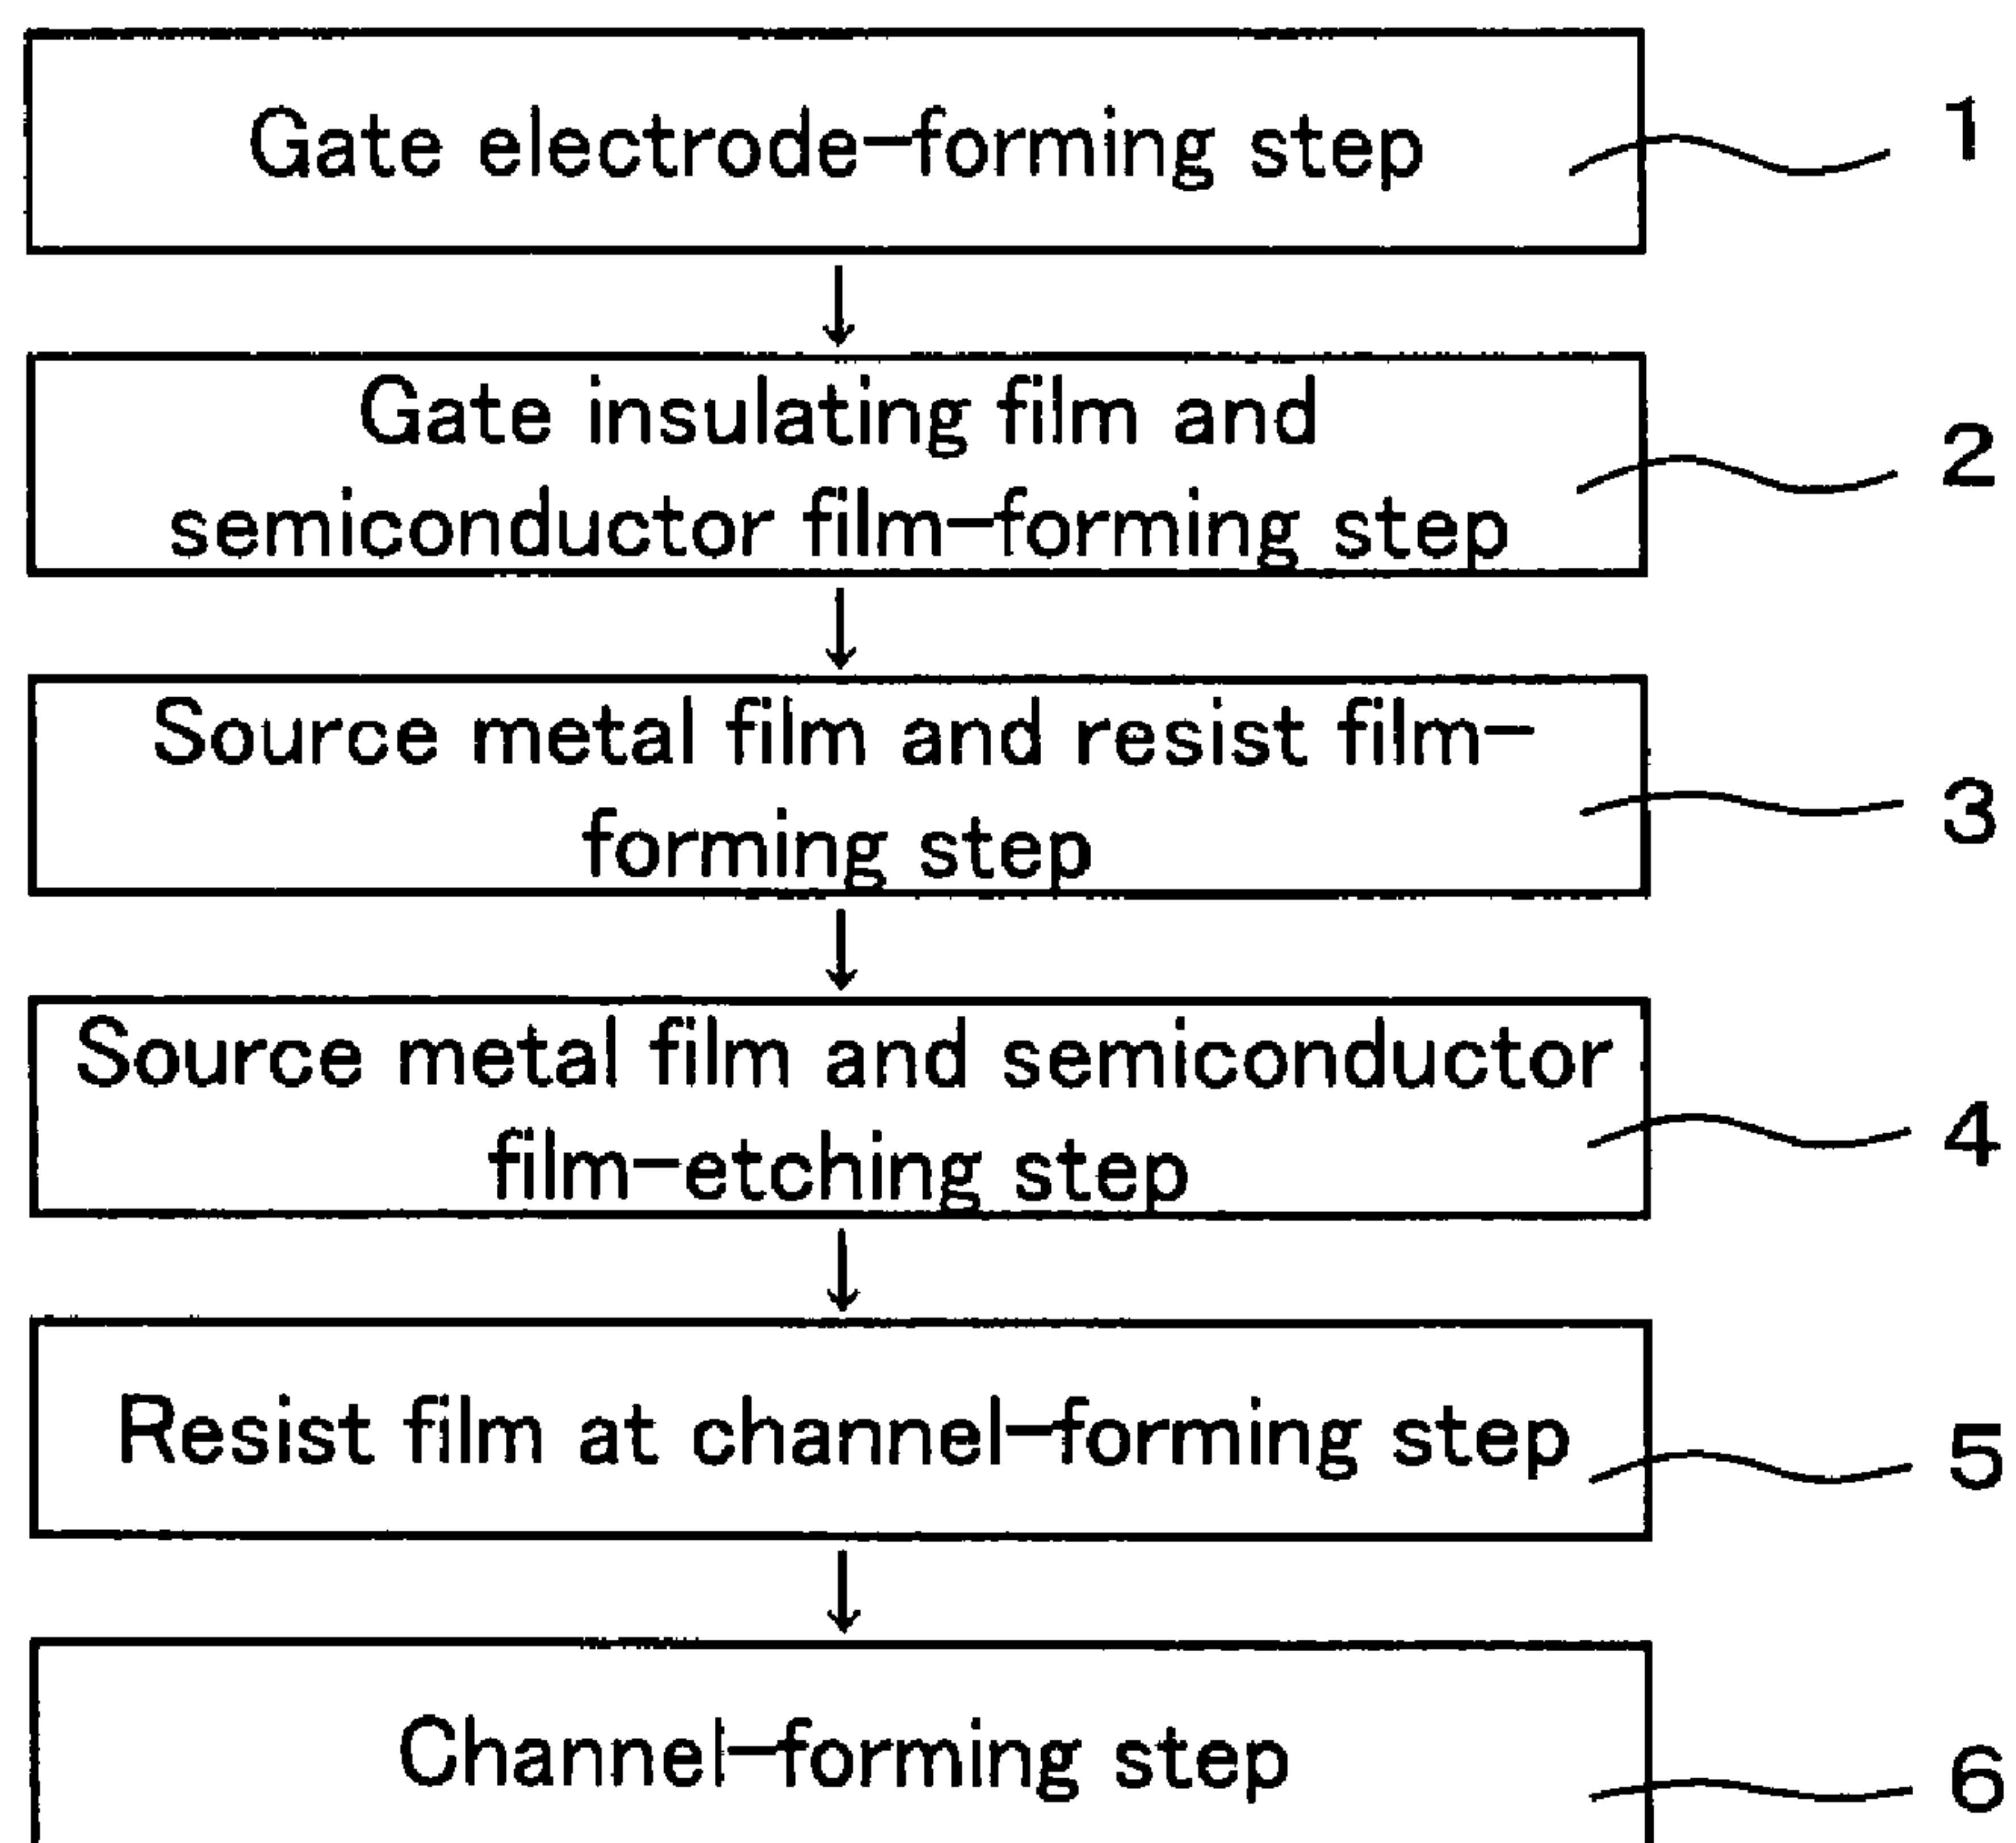 Gate electrode-forming step
1
Gate insulating film and
semiconductor film-forming step
2
Source metal film and resist film-
forming step
3
Source metal film and semiconductor
film-etching step
4
Resist film at channel-forming step
5
Channel-forming step
6